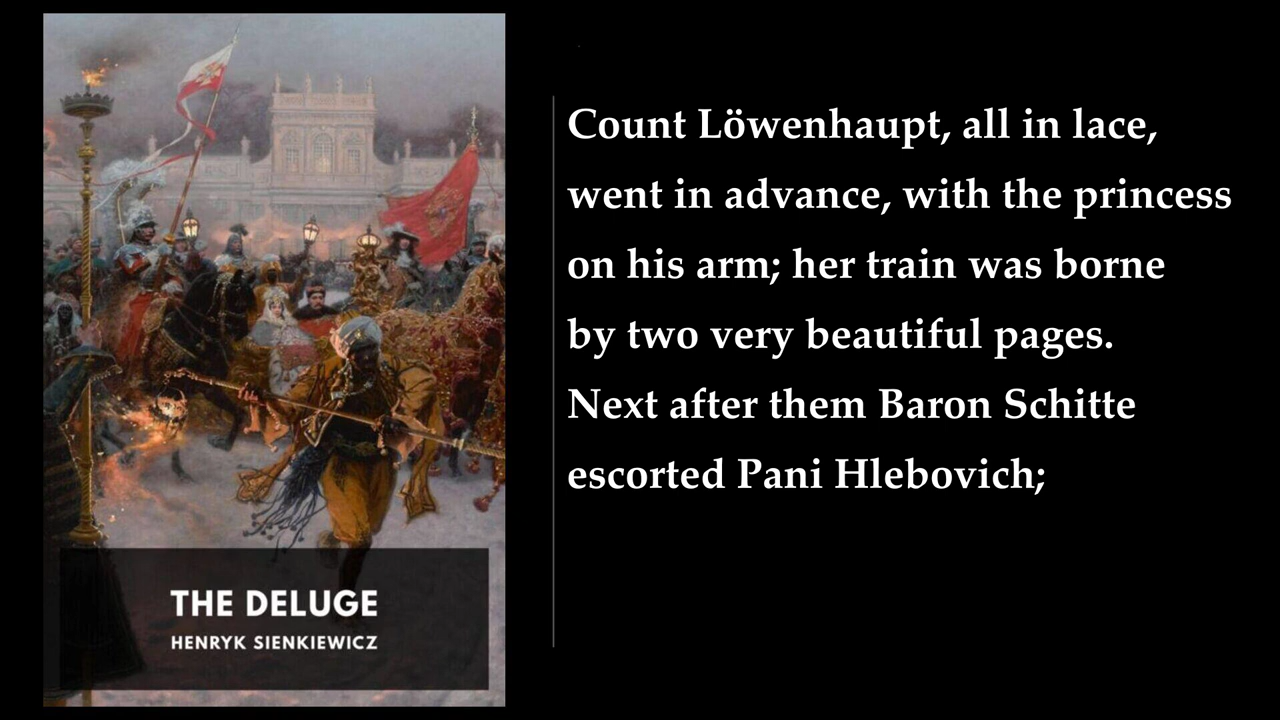 THE DELUGE
HENRYK SIENKIEWICZ
Count Löwenhaupt, all in lace,
went in advance, with the princess
on his arm; her train was borne
by two very beautiful pages.
Next after them Baron Schitte
escorted Pani Hlebovich;